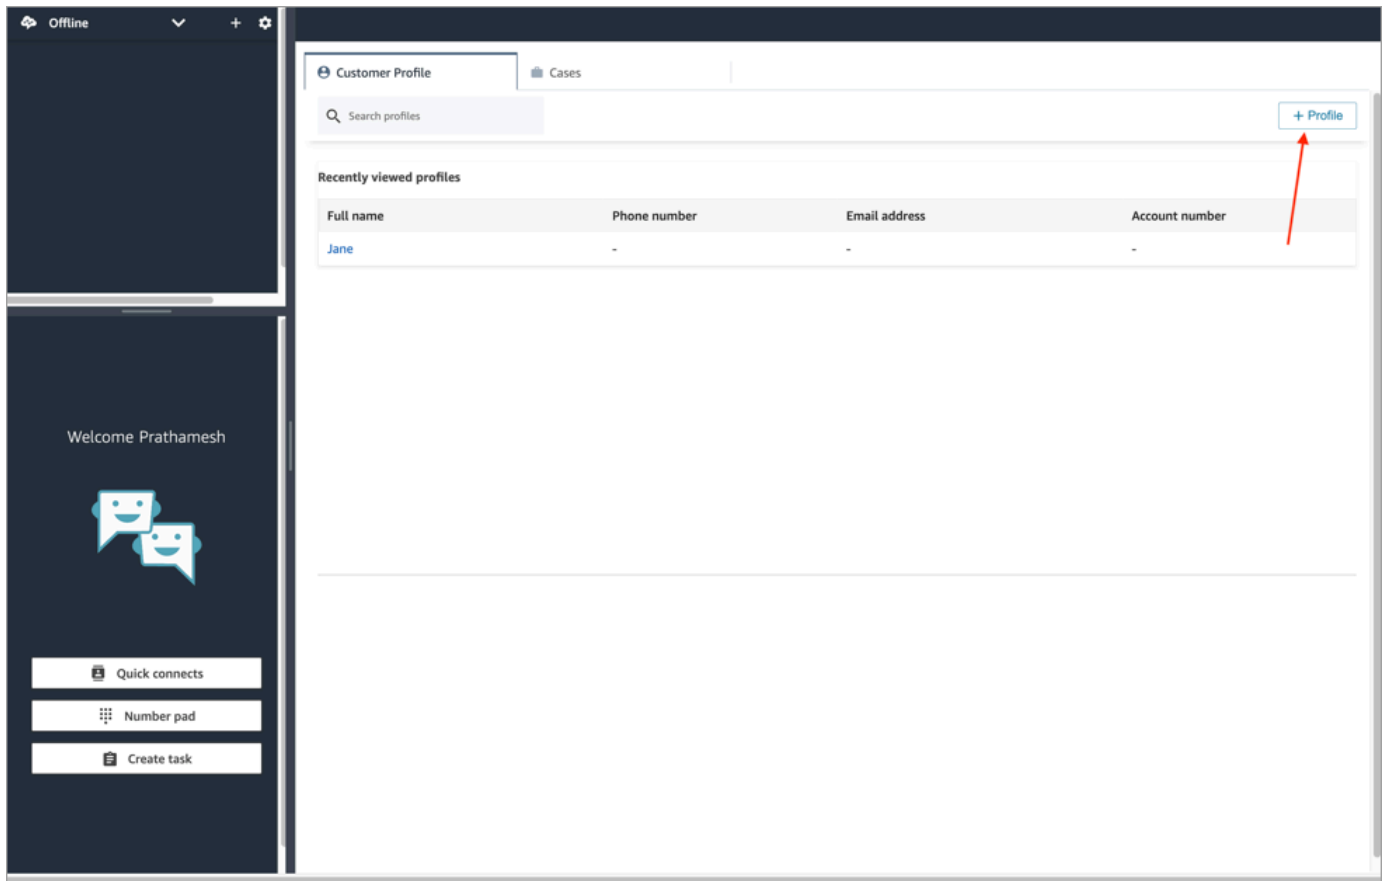 Offline
Customer Profile
Cases
Search profiles
+ Profile
Recently viewed profiles
Full name Phone number Email address Account number
Jane - - -
Welcome Prathamesh
Quick connects
Number pad
Create task